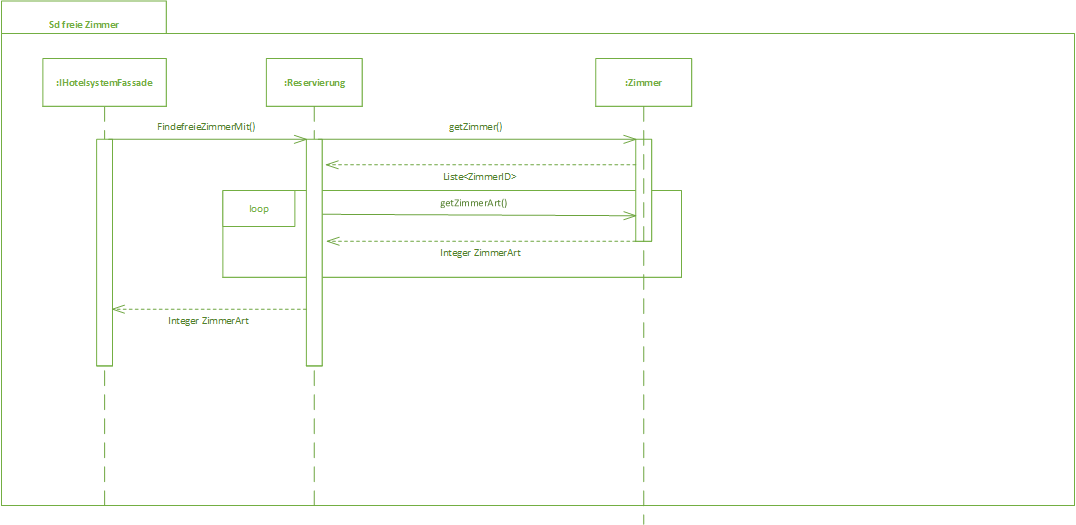 Sd freie Zimmer
:IHotelsystemFassade
:Reservierung
:Zimmer
FindefreieZimmerMit()
getZimmer()
Liste<ZimmerID>
loop
getZimmerArt()
Integer ZimmerArt
Integer ZimmerArt